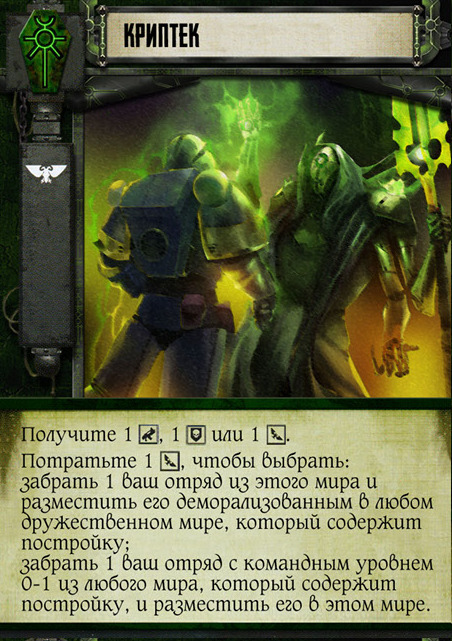 КРИПТЕК
Получите 1 , 1 или 1 .
Потратьте 1 , чтобы выбрать:
забрать 1 ваш отряд из этого мира и
разместить его деморализованным в любом
дружественном мире, который содержит
постройку;
забрать 1 ваш отряд с командным уровнем
0-1 из любого мира, который содержит
постройку, и разместить его в этом мире.